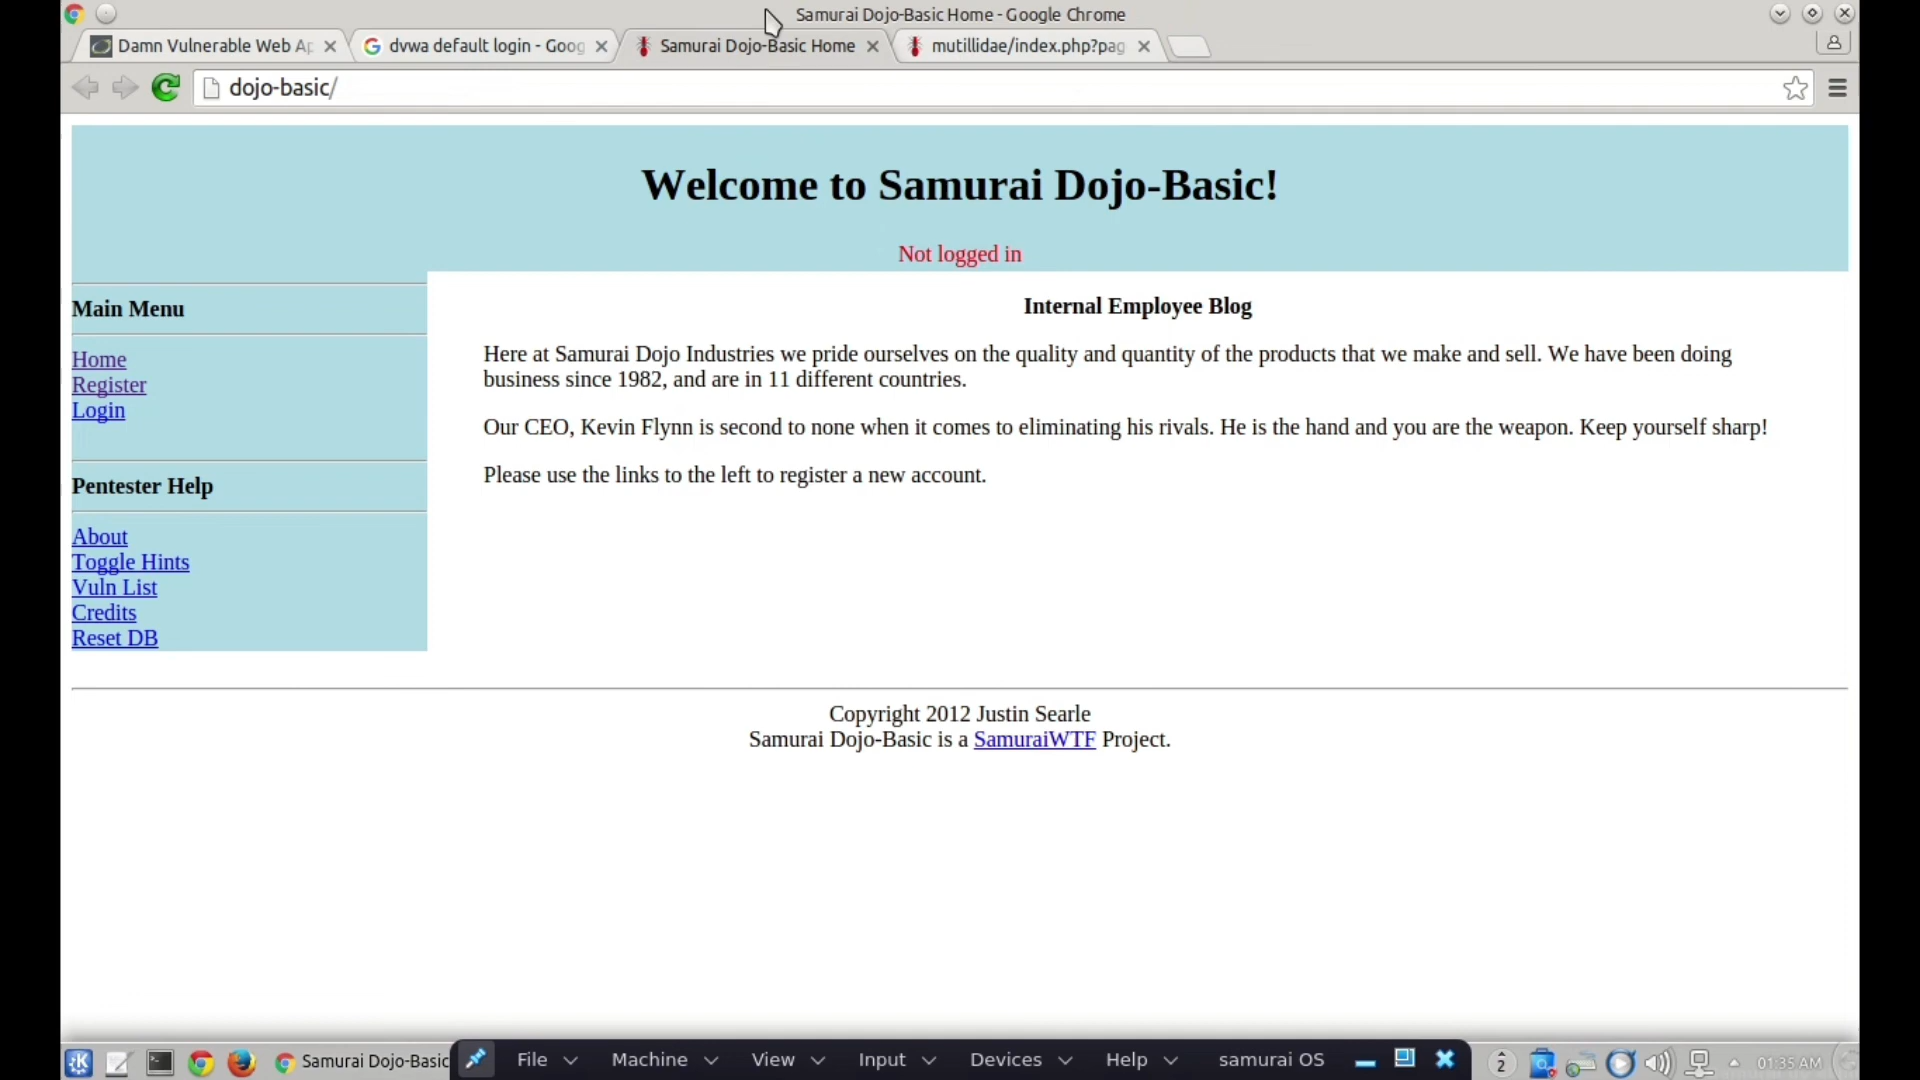 Samurai Dojo-Basic Home - Google Chrome
Damn Vulnerable Web Ap
dvwa default login - Goog
Samurai Dojo-Basic Home
mutillidae/index.php?pag
dojo-basic/
Welcome to Samurai Dojo-Basic!
Not logged in
Main Menu
Home
Register
Login
Pentester Help
About
Toggle Hints
Vuln List
Credits
Reset DB
Internal Employee Blog
Here at Samurai Dojo Industries we pride ourselves on the quality and quantity of the products that we make and sell. We have been doing
business since 1982, and are in 11 different countries.
Our CEO, Kevin Flynn is second to none when it comes to eliminating his rivals. He is the hand and you are the weapon. Keep yourself sharp!
Please use the links to the left to register a new account.
Copyright 2012 Justin Searle
Samurai Dojo-Basic is a SamuraiWTF Project.
Samurai Dojo-Basic
File Machine View Input Devices Help samurai OS
2
01:35 AM